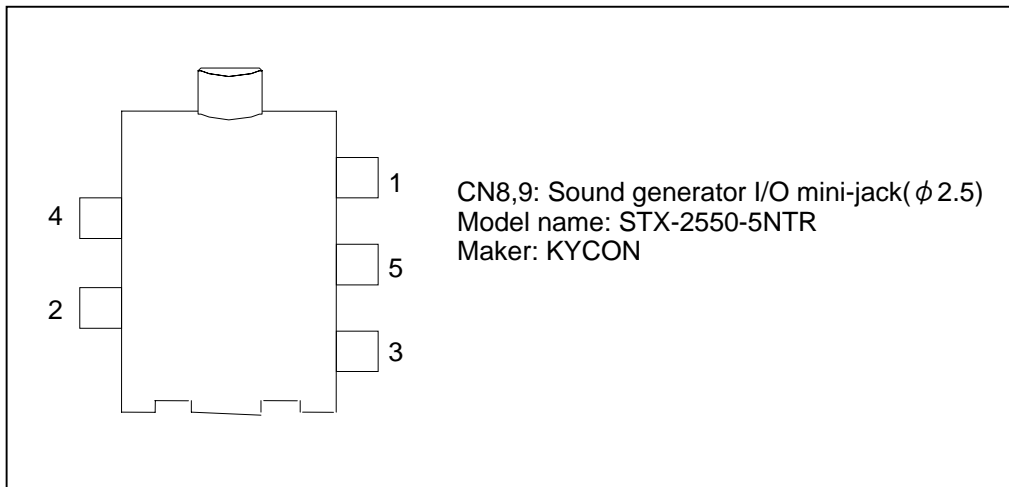 1
4
5
2
3
CN8,9: Sound generator I/O mini-jack(φ2.5)
Model name: STX-2550-5NTR
Maker: KYCON